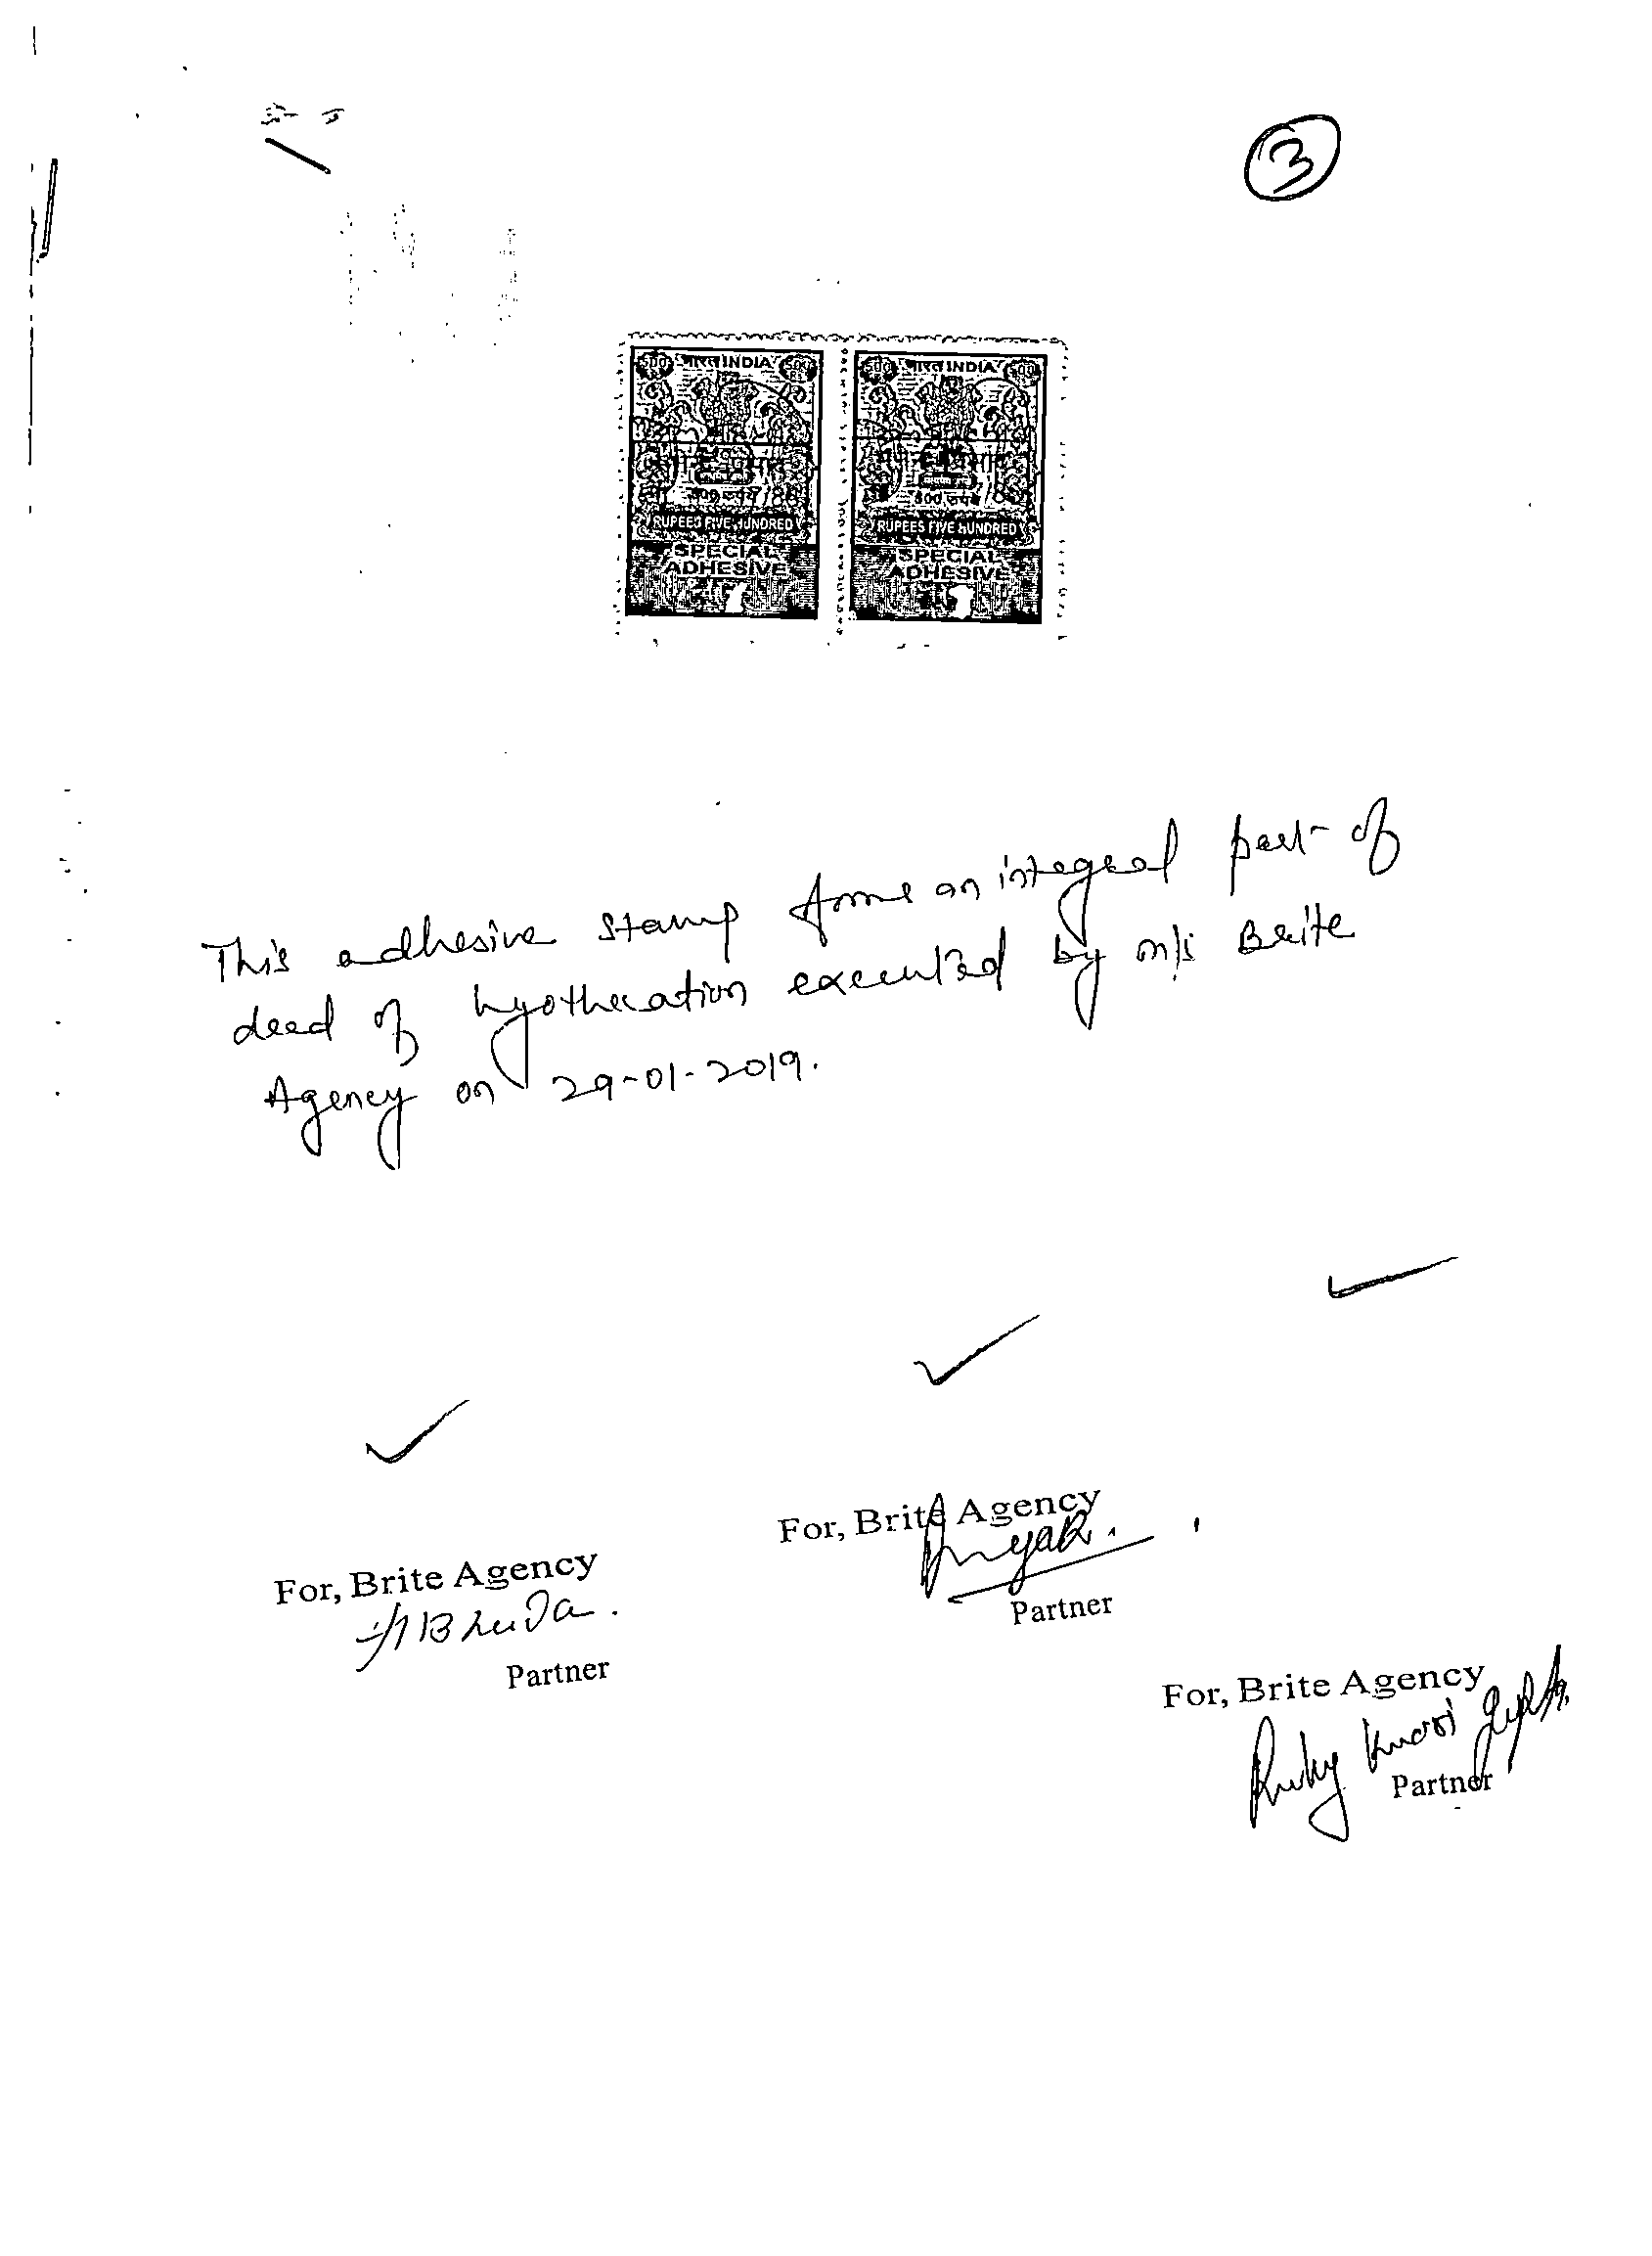 3
500 भारत INDIA 500
500 भारत INDIA 500
500 रुपये
500 रुपये
RUPEES FIVE HUNDRED
RUPEES FIVE HUNDRED
SPECIAL
ADHESIVE
SPECIAL
ADHESIVE
This adhesive stamp forms an integral part of
deed of hyothecation executed by m/s Brite
Agency on 29-01-2019.
For, Brite Agency
Partner
For, Brite Agency
Partner
For, Brite Agency
Ruby Kumari Gupta
Partner